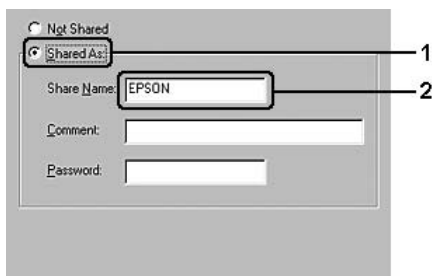 Not Shared
Shared As: 1
Share Name: EPSON 2
Comment:
Password: